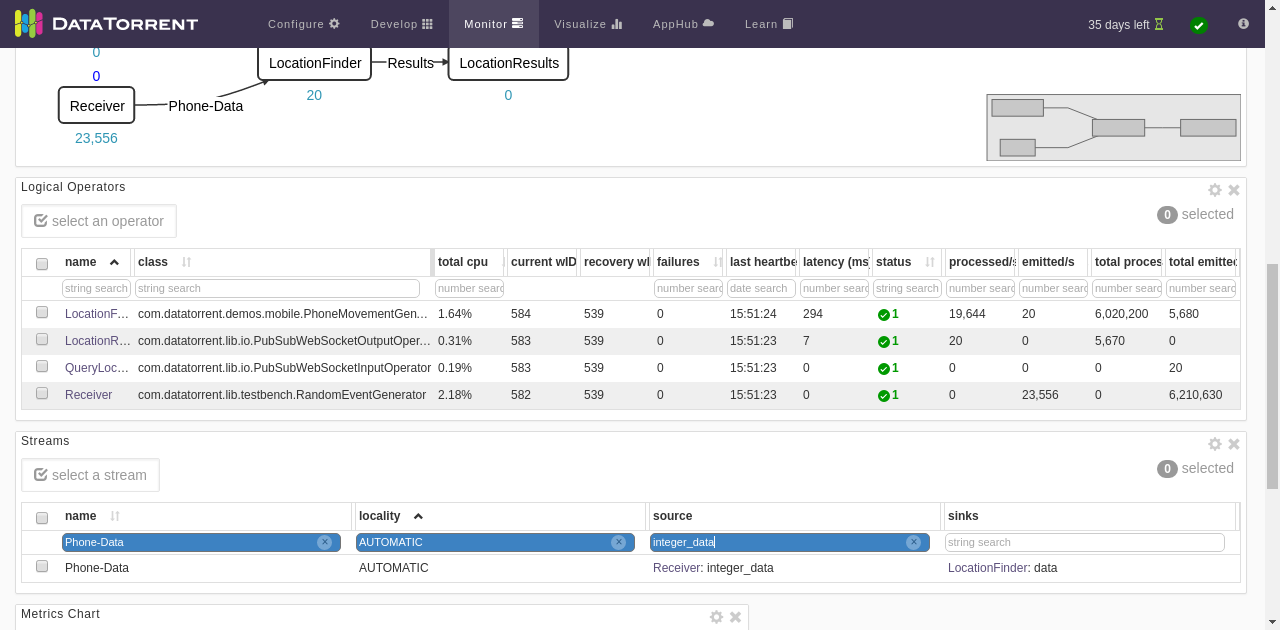 DATATORRENT Configure Develop Monitor Visualize AppHub Learn 35 days left
0
LocationFinder Results LocationResults
0
20 0
Receiver Phone-Data
23,556
Logical Operators
select an operator 0 selected
name class total cpu current wID recovery wI failures last heartbe latency (ms status processed/s emitted/s total proces total emitte
string search string search number searc number searc date search number searc string search number searc number searc number searc number searc
LocationF... com.datatorrent.demos.mobile.PhoneMovementGen... 1.64% 584 539 0 15:51:24 294 1 19,644 20 6,020,200 5,680
LocationR... com.datatorrent.lib.io.PubSubWebSocketOutputOper... 0.31% 583 539 0 15:51:23 7 1 20 0 5,670 0
QueryLoc... com.datatorrent.lib.io.PubSubWebSocketInputOperator 0.19% 583 539 0 15:51:23 0 1 0 0 0 20
Receiver com.datatorrent.lib.testbench.RandomEventGenerator 2.18% 582 539 0 15:51:23 0 1 0 23,556 0 6,210,630
Streams
select a stream 0 selected
name locality source sinks
Phone-Data AUTOMATIC integer_data string search
Phone-Data AUTOMATIC Receiver: integer_data LocationFinder: data
Metrics Chart